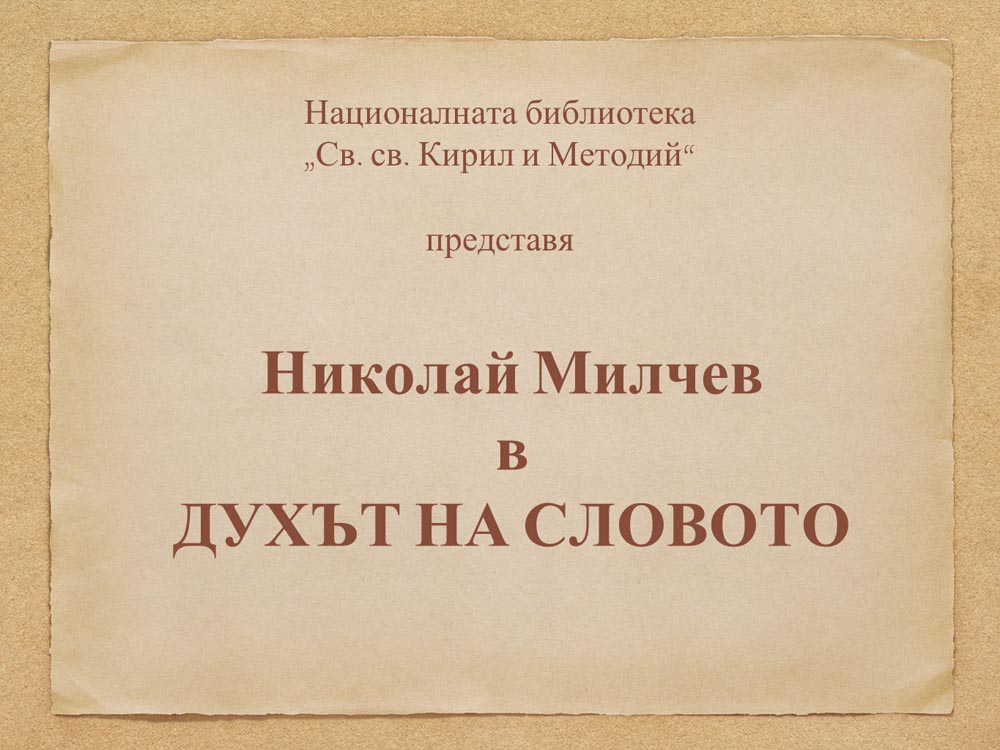 Националната библиотека
„Св. св. Кирил и Методий“
представя
Николай Милчев
в
ДУХЪТ НА СЛОВОТО